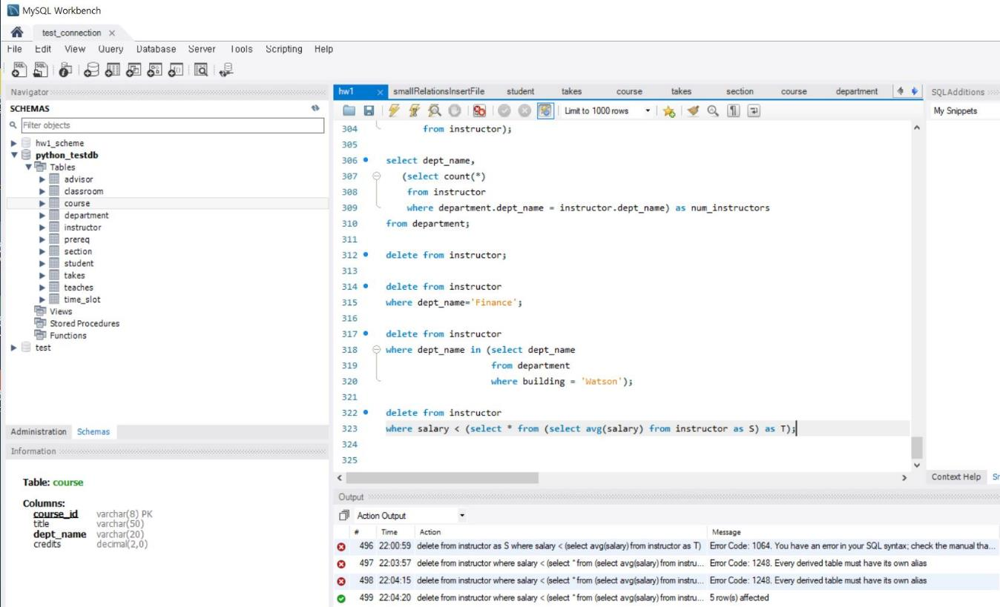 MySQL Workbench
test_connection
File Edit View Query Database Server Tools Scripting Help
Navigator
SCHEMAS
Filter objects
hw1_scheme
python_testdb
Tables
advisor
classroom
course
department
instructor
prereq
section
student
takes
teaches
time_slot
Views
Stored Procedures
Functions
test
Administration Schemas
Information
Table: course
Columns:
course_id varchar(8) PK
title varchar(50)
dept_name varchar(20)
credits decimal(2,0)
hw1 smallRelationsInsertFile student takes course takes section course department
Limit to 1000 rows
304 from instructor);
305
306 select dept_name,
307 (select count(*)
308 from instructor
309 where department.dept_name = instructor.dept_name) as num_instructors
310 from department;
311
312 delete from instructor;
313
314 delete from instructor
315 where dept_name='Finance';
316
317 delete from instructor
318 where dept_name in (select dept_name
319 from department
320 where building = 'Watson');
321
322 delete from instructor
323 where salary < (select * from (select avg(salary) from instructor as S) as T);
324
325
SQLAdditions
My Snippets
Context Help
Output
Action Output
# Time Action Message
496 22:00:59 delete from instructor as S where salary < (select avg(salary) from instructor as T) Error Code: 1064. You have an error in your SQL syntax; check the manual tha...
497 22:03:57 delete from instructor where salary < (select * from (select avg(salary) from instru... Error Code: 1248. Every derived table must have its own alias
498 22:04:15 delete from instructor where salary < (select * from (select avg(salary) from instru... Error Code: 1248. Every derived table must have its own alias
499 22:04:20 delete from instructor where salary < (select * from (select avg(salary) from instru... 5 row(s) affected